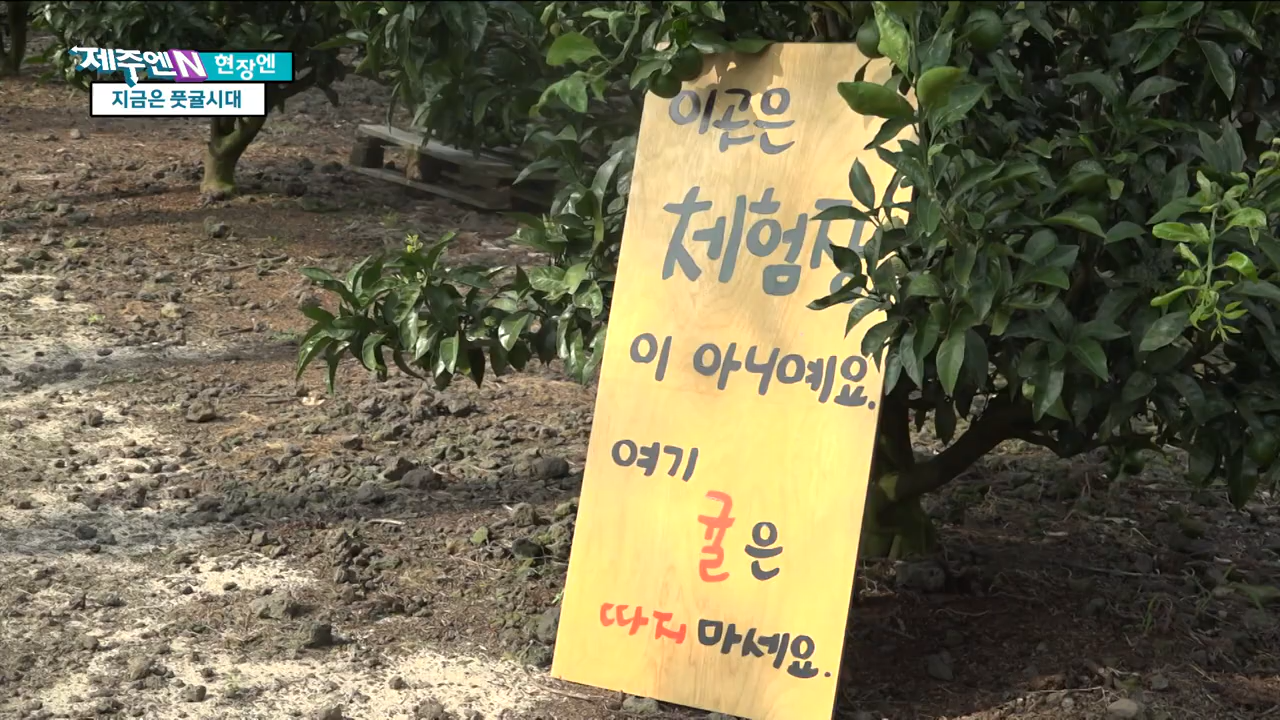 제주엔N 현장엔
지금은 풋귤시대
이곳은
체험장
이 아니예요.
여기
귤은
따지 마세요.